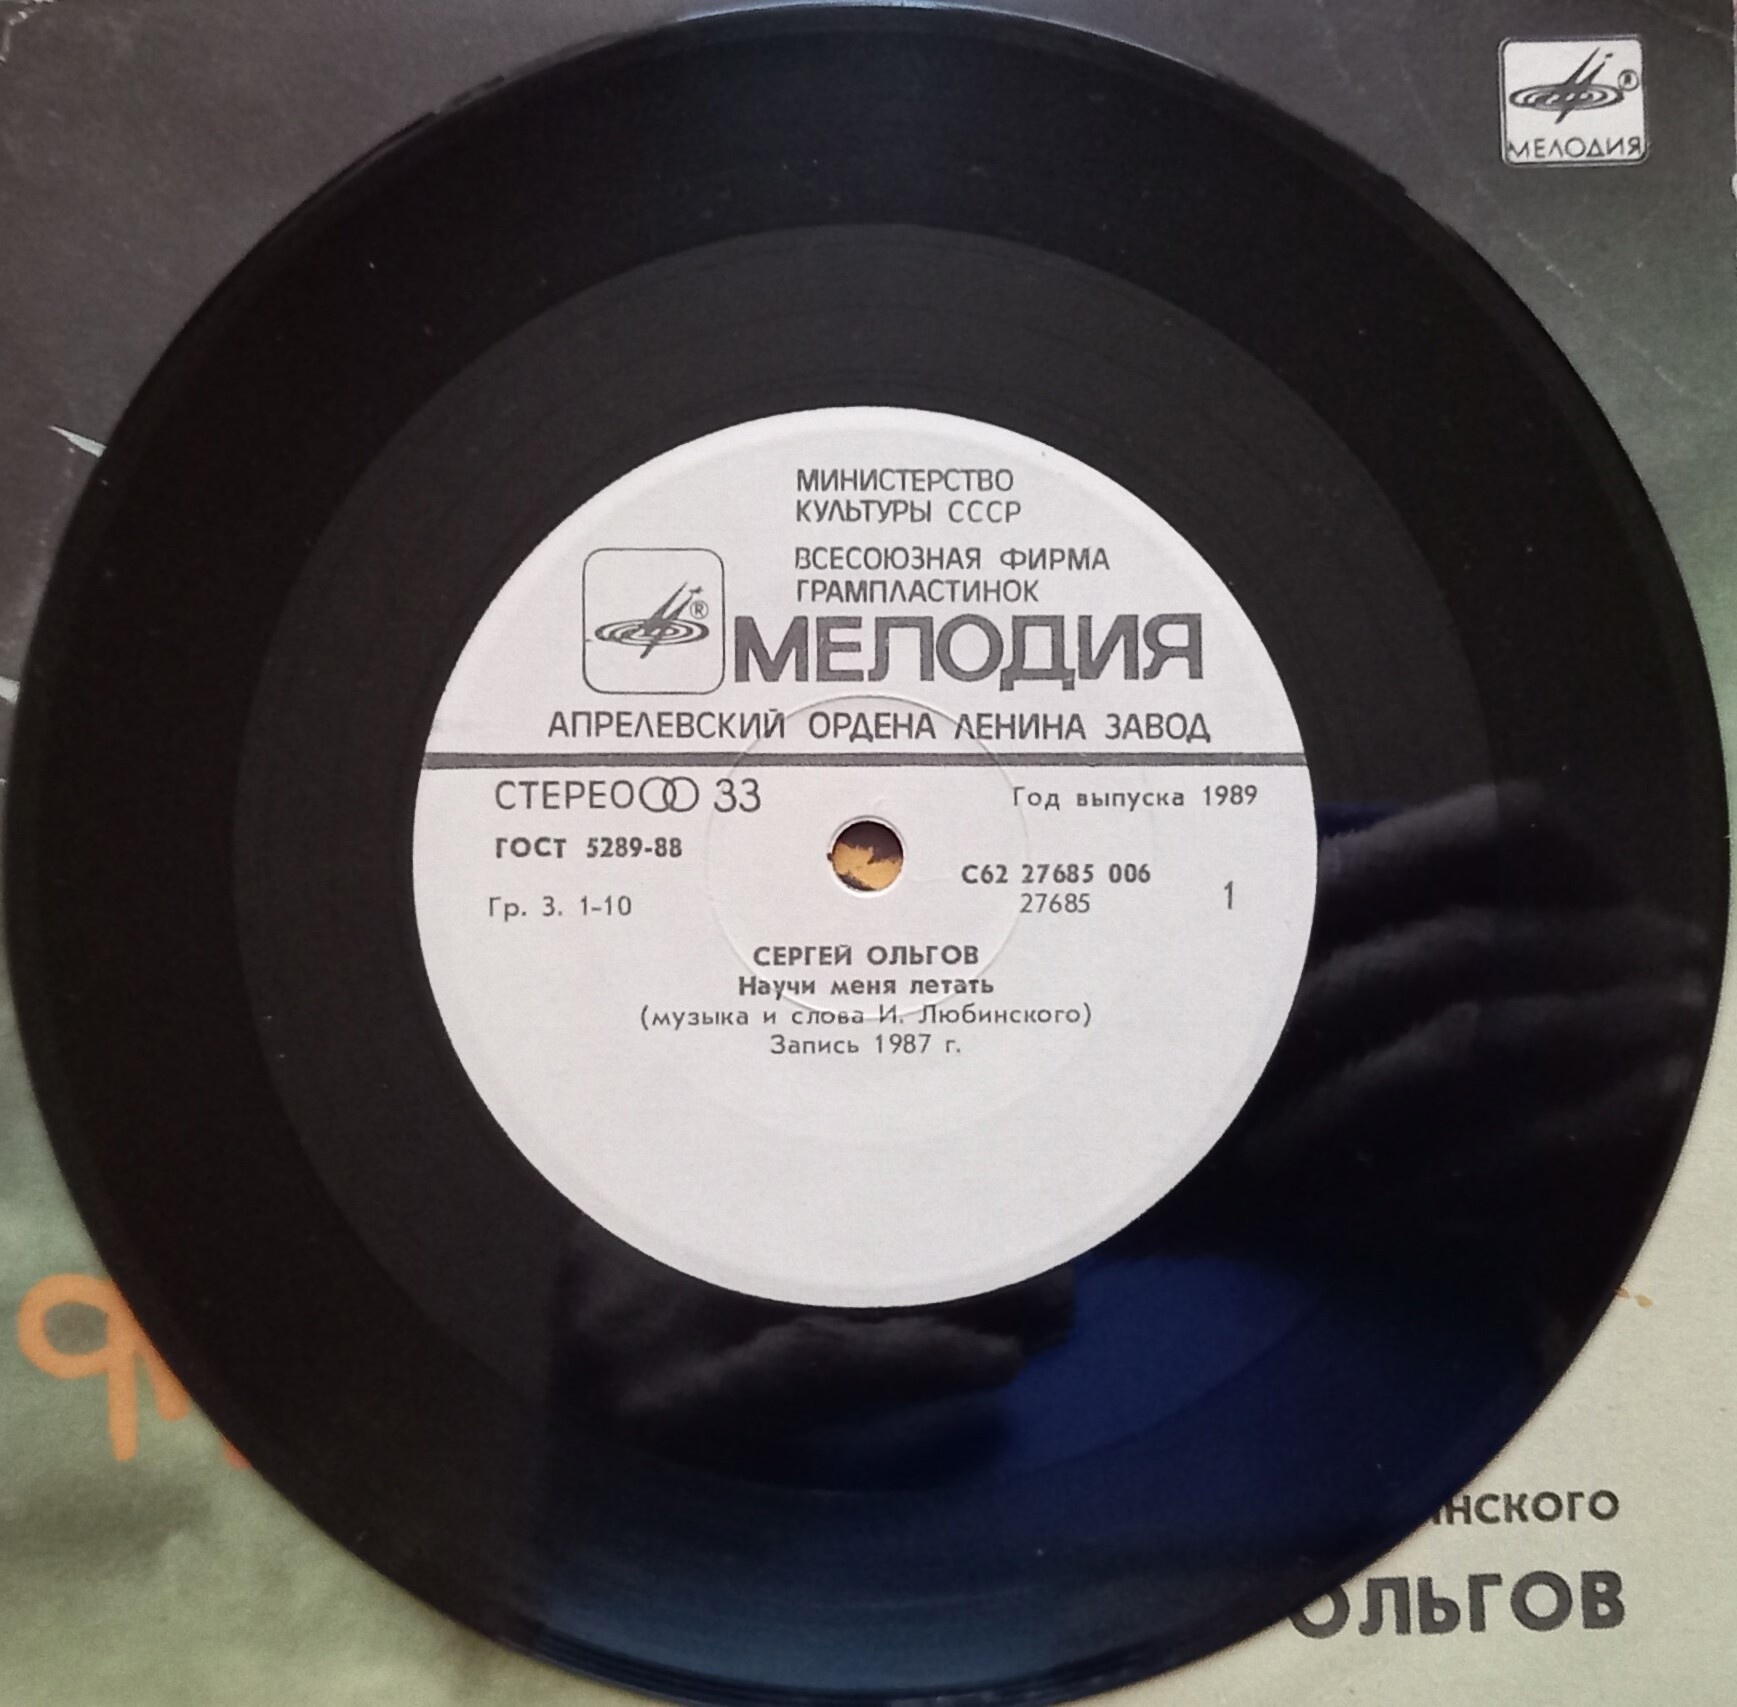 МЕЛОДИЯ
МИНИСТЕРСТВО
КУЛЬТУРЫ СССР
ВСЕСОЮЗНАЯ ФИРМА
ГРАМПЛАСТИНОК
МЕЛОДИЯ
АПРЕЛЕВСКИЙ ОРДЕНА ЛЕНИНА ЗАВОД
СТЕРЕО 33
Год выпуска 1989
ГОСТ 5289-88
С62 27685 006
Гр. 3. 1-10
27685
1
СЕРГЕЙ ОЛЬГОВ
Научи меня летать
(музыка и слова И. Любинского)
Запись 1987 г.
нского
ОЛЬГОВ